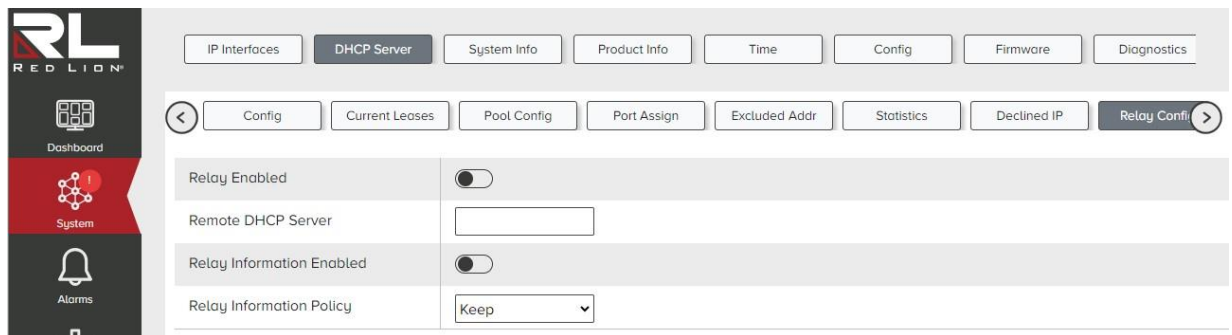 RL
RED LION®
IP Interfaces DHCP Server System Info Product Info Time Config Firmware Diagnostics
Config Current Leases Pool Config Port Assign Excluded Addr Statistics Declined IP Relay Confi
Dashboard
System
Alarms
Relay Enabled
Remote DHCP Server
Relay Information Enabled
Relay Information Policy Keep